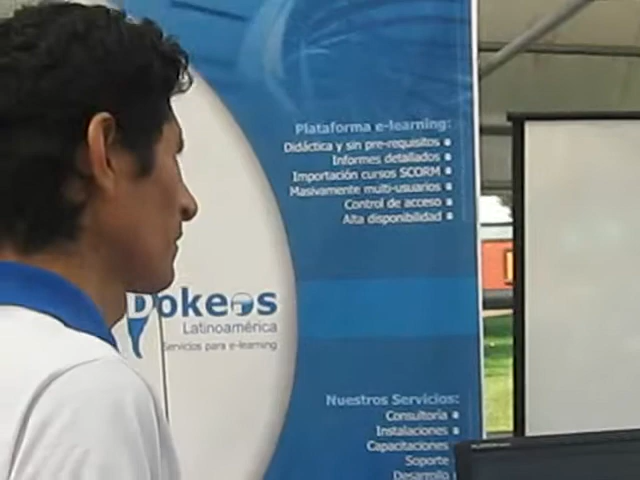 Plataforma e-learning:
Didáctica y sin pre-requisitos
Informes detallados
Importación cursos SCORM
Masivamente multi-usuarios
Control de acceso
Alta disponibilidad
Dokeos
Latinoamérica
Servicios para e-learning
Nuestros Servicios:
Consultoría
Instalaciones
Capacitaciones
Soporte
Desarrollo